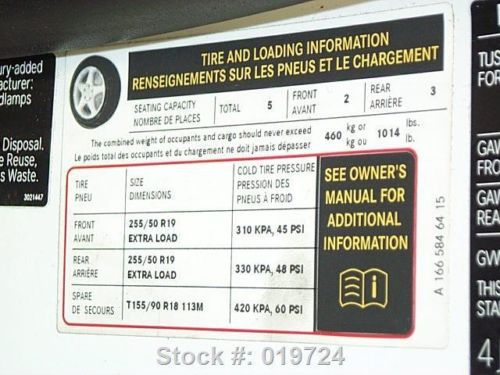 TIRE AND LOADING INFORMATION
RENSEIGNEMENTS SUR LES PNEUS ET LE CHARGEMENT
SEATING CAPACITY
NOMBRE DE PLACES
TOTAL 5
FRONT
AVANT
2
REAR
ARRIÈRE
3
The combined weight of occupants and cargo should never exceed
Le poids total des occupants et du chargement ne doit jamais dépasser
460 kg or
kg ou
1014 lbs.
lb.
TIRE
PNEU
SIZE
DIMENSIONS
COLD TIRE PRESSURE
PRESSION DES
PNEUS À FROID
FRONT
AVANT
255/50 R19
EXTRA LOAD
310 KPA, 45 PSI
REAR
ARRIÈRE
255/50 R19
EXTRA LOAD
330 KPA, 48 PSI
SPARE
DE SECOURS
T155/90 R18 113M
420 KPA, 60 PSI
SEE OWNER'S
MANUAL FOR
ADDITIONAL
INFORMATION
A 166 584 64 15
ury-added
acturer:
dlamps
Disposal.
e Reuse,
s Waste.
3021447
TUS
FOR
GAV
FRO
GAV
REA
GW
THIS
STA
4
Stock #: 019724